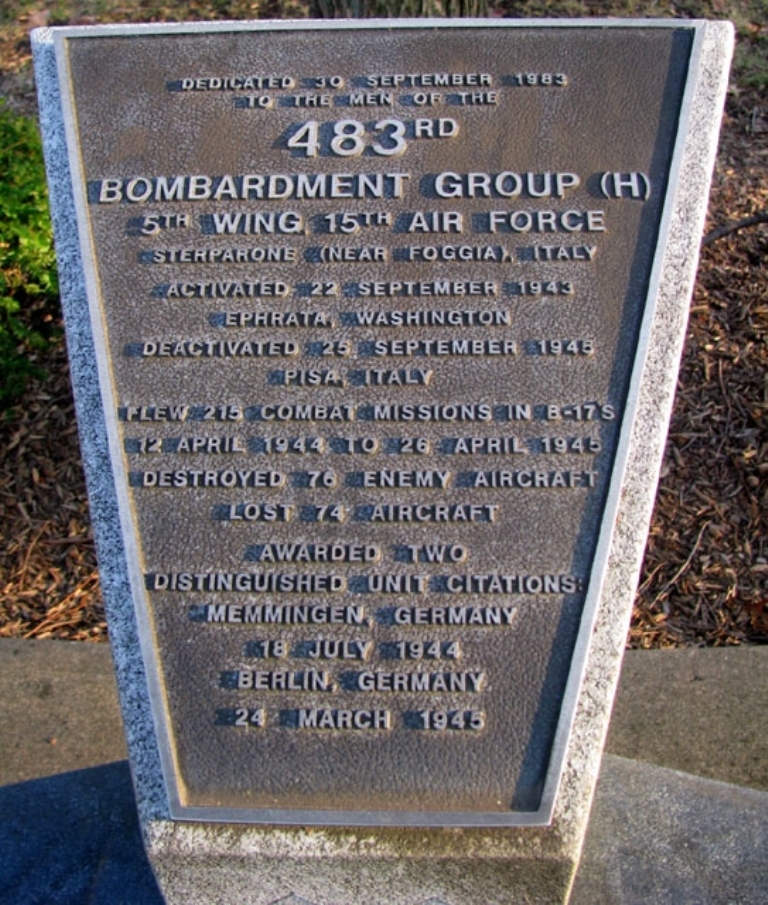 DEDICATED 30 SEPTEMBER 1983
TO THE MEN OF THE
483RD
BOMBARDMENT GROUP (H)
5TH WING 15TH AIR FORCE
STERPARONE (NEAR FOGGIA), ITALY
ACTIVATED 22 SEPTEMBER 1943
EPHRATA, WASHINGTON
DEACTIVATED 25 SEPTEMBER 1945
PISA, ITALY
FLEW 215 COMBAT MISSIONS IN B-17'S
12 APRIL 1944 TO 26 APRIL 1945
DESTROYED 76 ENEMY AIRCRAFT
LOST 74 AIRCRAFT
AWARDED TWO
DISTINGUISHED UNIT CITATIONS:
MEMMINGEN, GERMANY
18 JULY 1944
BERLIN, GERMANY
24 MARCH 1945